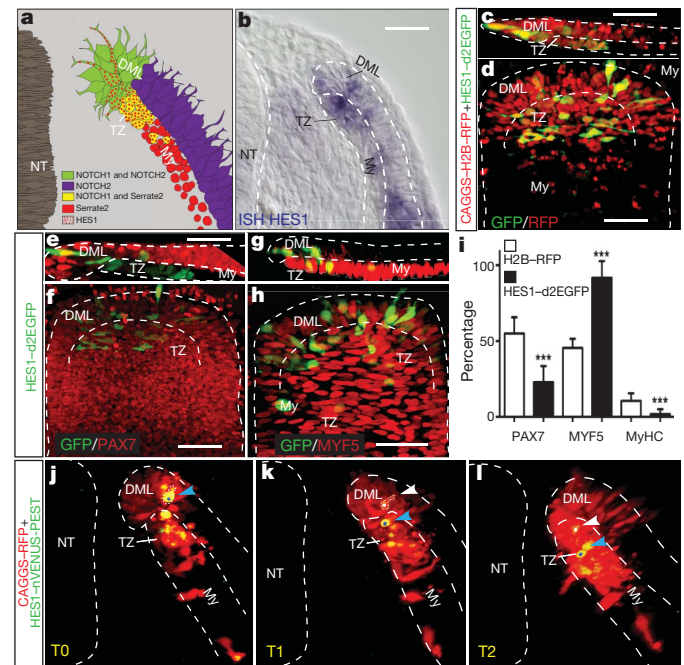 a
DML
TZ
My
NT
NOTCH1 and NOTCH2
NOTCH2
NOTCH1 and Serrate2
Serrate2
HES1
b
DML
TZ
My
NT
ISH HES1
CAGGS–H2B–RFP+HES1–d2EGFP
c
TZ
My
d
DML
TZ
My
GFP/RFP
HES1–d2EGFP
e
DML
TZ
My
f
DML
TZ
GFP/PAX7
g
DML
TZ
My
h
DML
TZ
My
TZ
GFP/MYF5
i
H2B–RFP
HES1–d2EGFP
Percentage
100
50
0
***
***
***
PAX7 MYF5 MyHC
CAGGS–RFP+
HES1–nVENUS-PEST
j
DML
NT
TZ
My
T0
k
DML
NT
TZ
My
T1
l
DML
NT
TZ
My
T2